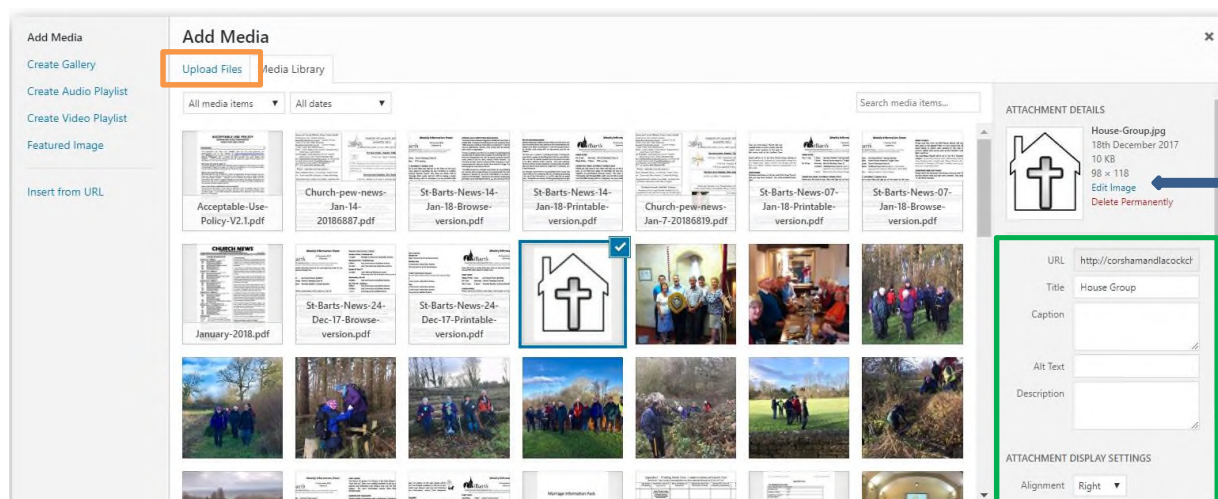 Add Media
Create Gallery
Create Audio Playlist
Create Video Playlist
Featured Image
Insert from URL
Add Media
×
Upload Files
Media Library
All media items ▼
All dates ▼
Search media items...
Acceptable-Use-
Policy-V2.1.pdf
Church-pew-news-
Jan-14-
20186887.pdf
St-Barts-News-14-
Jan-18-Browse-
version.pdf
St-Barts-News-14-
Jan-18-Printable-
version.pdf
Church-pew-news-
Jan-7-20186819.pdf
St-Barts-News-07-
Jan-18-Printable-
version.pdf
St-Barts-News-07-
Jan-18-Browse-
version.pdf
CHURCH NEWS
January-2018.pdf
St-Barts-News-24-
Dec-17-Browse-
version.pdf
St-Barts-News-24-
Dec-17-Printable-
version.pdf
Marriage Information Pack
ATTACHMENT DETAILS
House-Group.jpg
18th December 2017
10 KB
98 × 118
Edit Image
Delete Permanently
URL http://corshamandlacockch
Title House Group
Caption
Alt Text
Description
ATTACHMENT DISPLAY SETTINGS
Alignment Right ▼